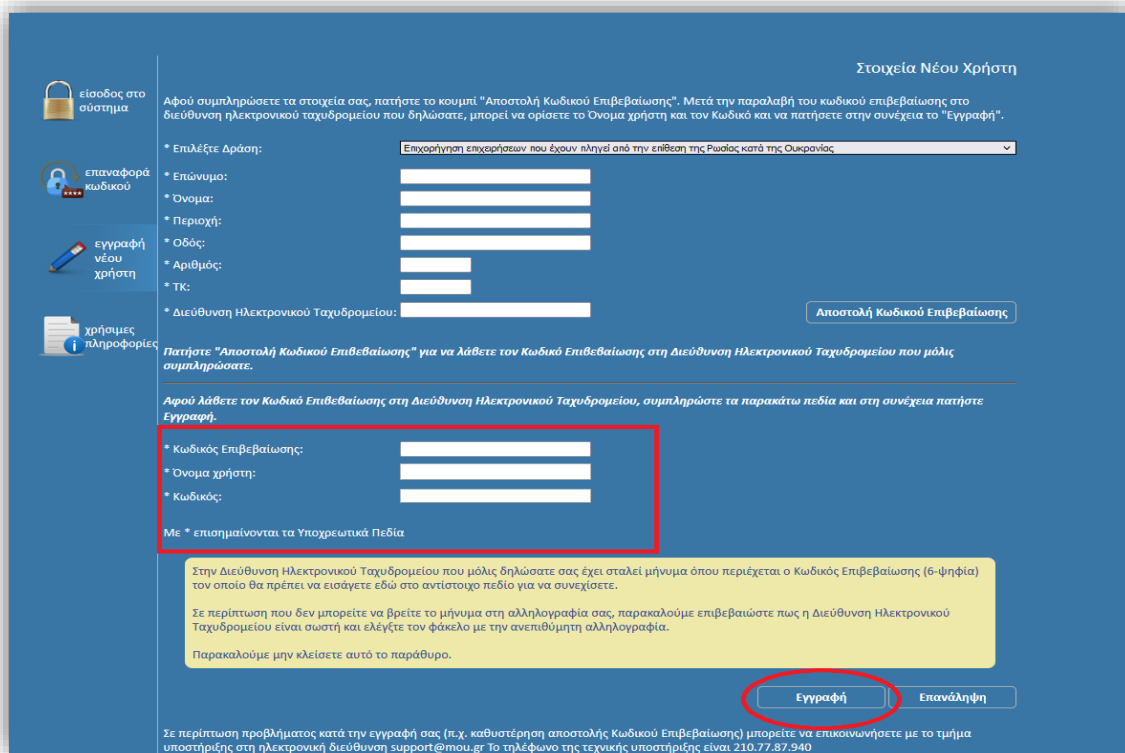 Στοιχεία Νέου Χρήστη
είσοδος στο
σύστημα
Αφού συμπληρώσετε τα στοιχεία σας, πατήστε το κουμπί "Αποστολή Κωδικού Επιβεβαίωσης". Μετά την παραλαβή του κωδικού επιβεβαίωσης στο
διεύθυνση ηλεκτρονικού ταχυδρομείου που δηλώσατε, μπορεί να ορίσετε το Όνομα χρήστη και τον Κωδικό και να πατήσετε στην συνέχεια το "Εγγραφή".
* Επιλέξτε Δράση:
Επιχορήγηση επιχειρήσεων που έχουν πληγεί από την επίθεση της Ρωσίας κατά της Ουκρανίας
επαναφορά
κωδικού
* Επώνυμο:
* Όνομα:
* Περιοχή:
εγγραφή
νέου
χρήστη
* Οδός:
* Αριθμός:
* ΤΚ:
* Διεύθυνση Ηλεκτρονικού Ταχυδρομείου:
Αποστολή Κωδικού Επιβεβαίωσης
χρήσιμες
πληροφορίες
Πατήστε "Αποστολή Κωδικού Επιβεβαίωσης" για να λάβετε τον Κωδικό Επιβεβαίωσης στη Διεύθυνση Ηλεκτρονικού Ταχυδρομείου που μόλις
συμπληρώσατε.
Αφού λάβετε τον Κωδικό Επιβεβαίωσης στη Διεύθυνση Ηλεκτρονικού Ταχυδρομείου, συμπληρώστε τα παρακάτω πεδία και στη συνέχεια πατήστε
Εγγραφή.
* Κωδικός Επιβεβαίωσης:
* Όνομα χρήστη:
* Κωδικός:
Με * επισημαίνονται τα Υποχρεωτικά Πεδία
Στην Διεύθυνση Ηλεκτρονικού Ταχυδρομείου που μόλις δηλώσατε σας έχει σταλεί μήνυμα όπου περιέχεται ο Κωδικός Επιβεβαίωσης (6-ψηφία)
τον οποίο θα πρέπει να εισάγετε εδώ στο αντίστοιχο πεδίο για να συνεχίσετε.
Σε περίπτωση που δεν μπορείτε να βρείτε το μήνυμα στη αλληλογραφία σας, παρακαλούμε επιβεβαιώστε πως η Διεύθυνση Ηλεκτρονικού
Ταχυδρομείου είναι σωστή και ελέγξτε τον φάκελο με την ανεπιθύμητη αλληλογραφία.
Παρακαλούμε μην κλείσετε αυτό το παράθυρο.
Εγγραφή
Επανάληψη
Σε περίπτωση προβλήματος κατά την εγγραφή σας (π.χ. καθυστέρηση αποστολής Κωδικού Επιβεβαίωσης) μπορείτε να επικοινωνήσετε με το τμήμα
υποστήριξης στη ηλεκτρονική διεύθυνση support@mou.gr Το τηλέφωνο της τεχνικής υποστήριξης είναι 210.77.87.940